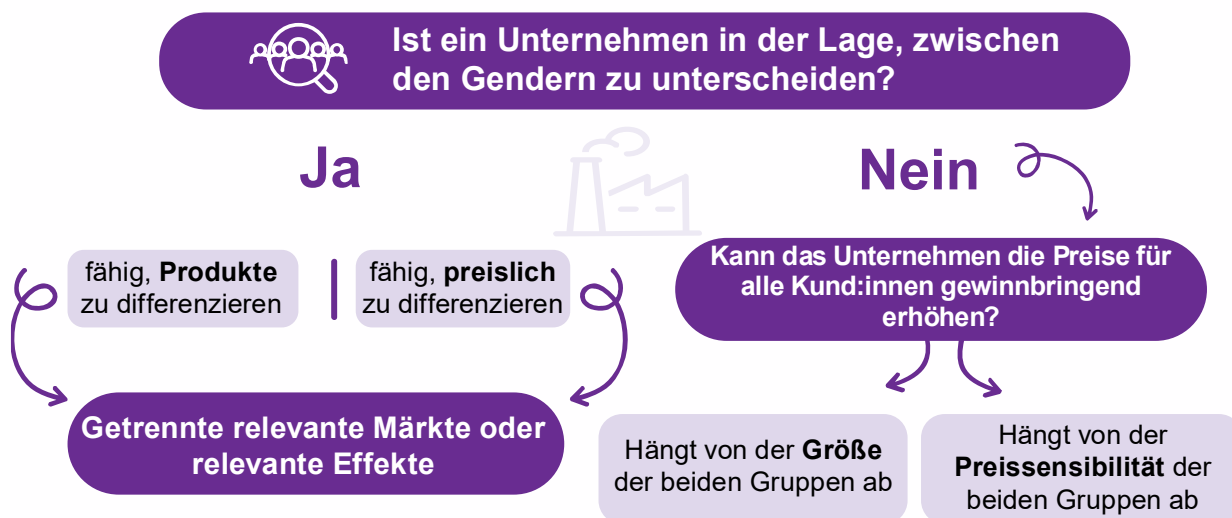 Ist ein Unternehmen in der Lage, zwischen
den Gendern zu unterscheiden?
Ja
Nein
fähig, Produkte
zu differenzieren
fähig, preislich
zu differenzieren
Getrennte relevante Märkte oder
relevante Effekte
Kann das Unternehmen die Preise für
alle Kund:innen gewinnbringend
erhöhen?
Hängt von der Größe
der beiden Gruppen ab
Hängt von der
Preissensibilität der
beiden Gruppen ab